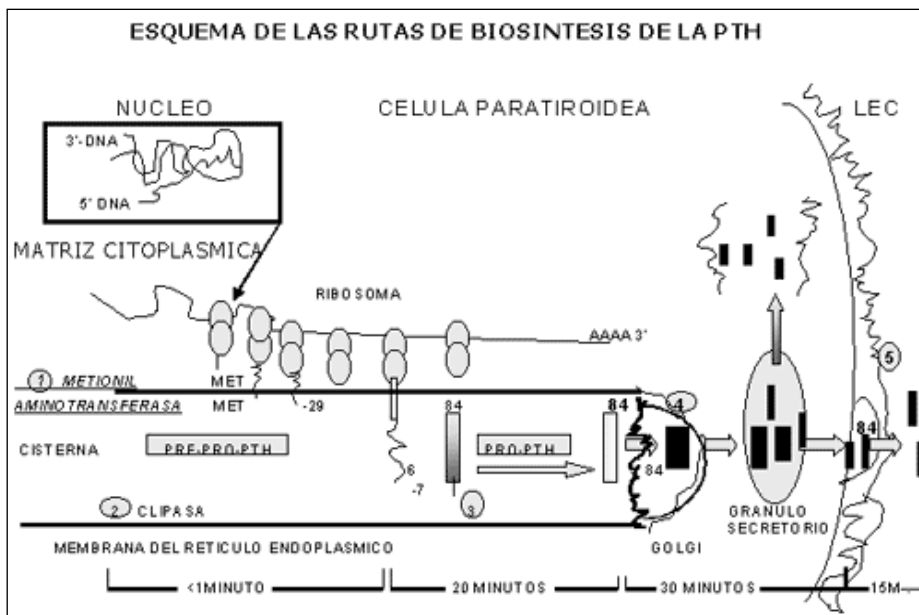 ESQUEMA DE LAS RUTAS DE BIOSINTESIS DE LA PTH
NUCLEO
CELULA PARATIROIDEA
LEC
3'-DNA
5' DNA
MATRIZ CITOPLASMICA
RIBOSOMA
AAAA 3'
5
1 METIONIL
MET
4
AMINOTRANSFERASA
MET
-29
84
84
84
CISTERNA
PRE-PRO-PTH
PRO-PTH
6
-7
84
2 CLIPASA
3
GRANULO
SECRETORIO
MEMBRANA DEL RETICULO ENDOPLASMICO
GOLGI
<1MINUTO
20 MINUTOS
30 MINUTOS
15M